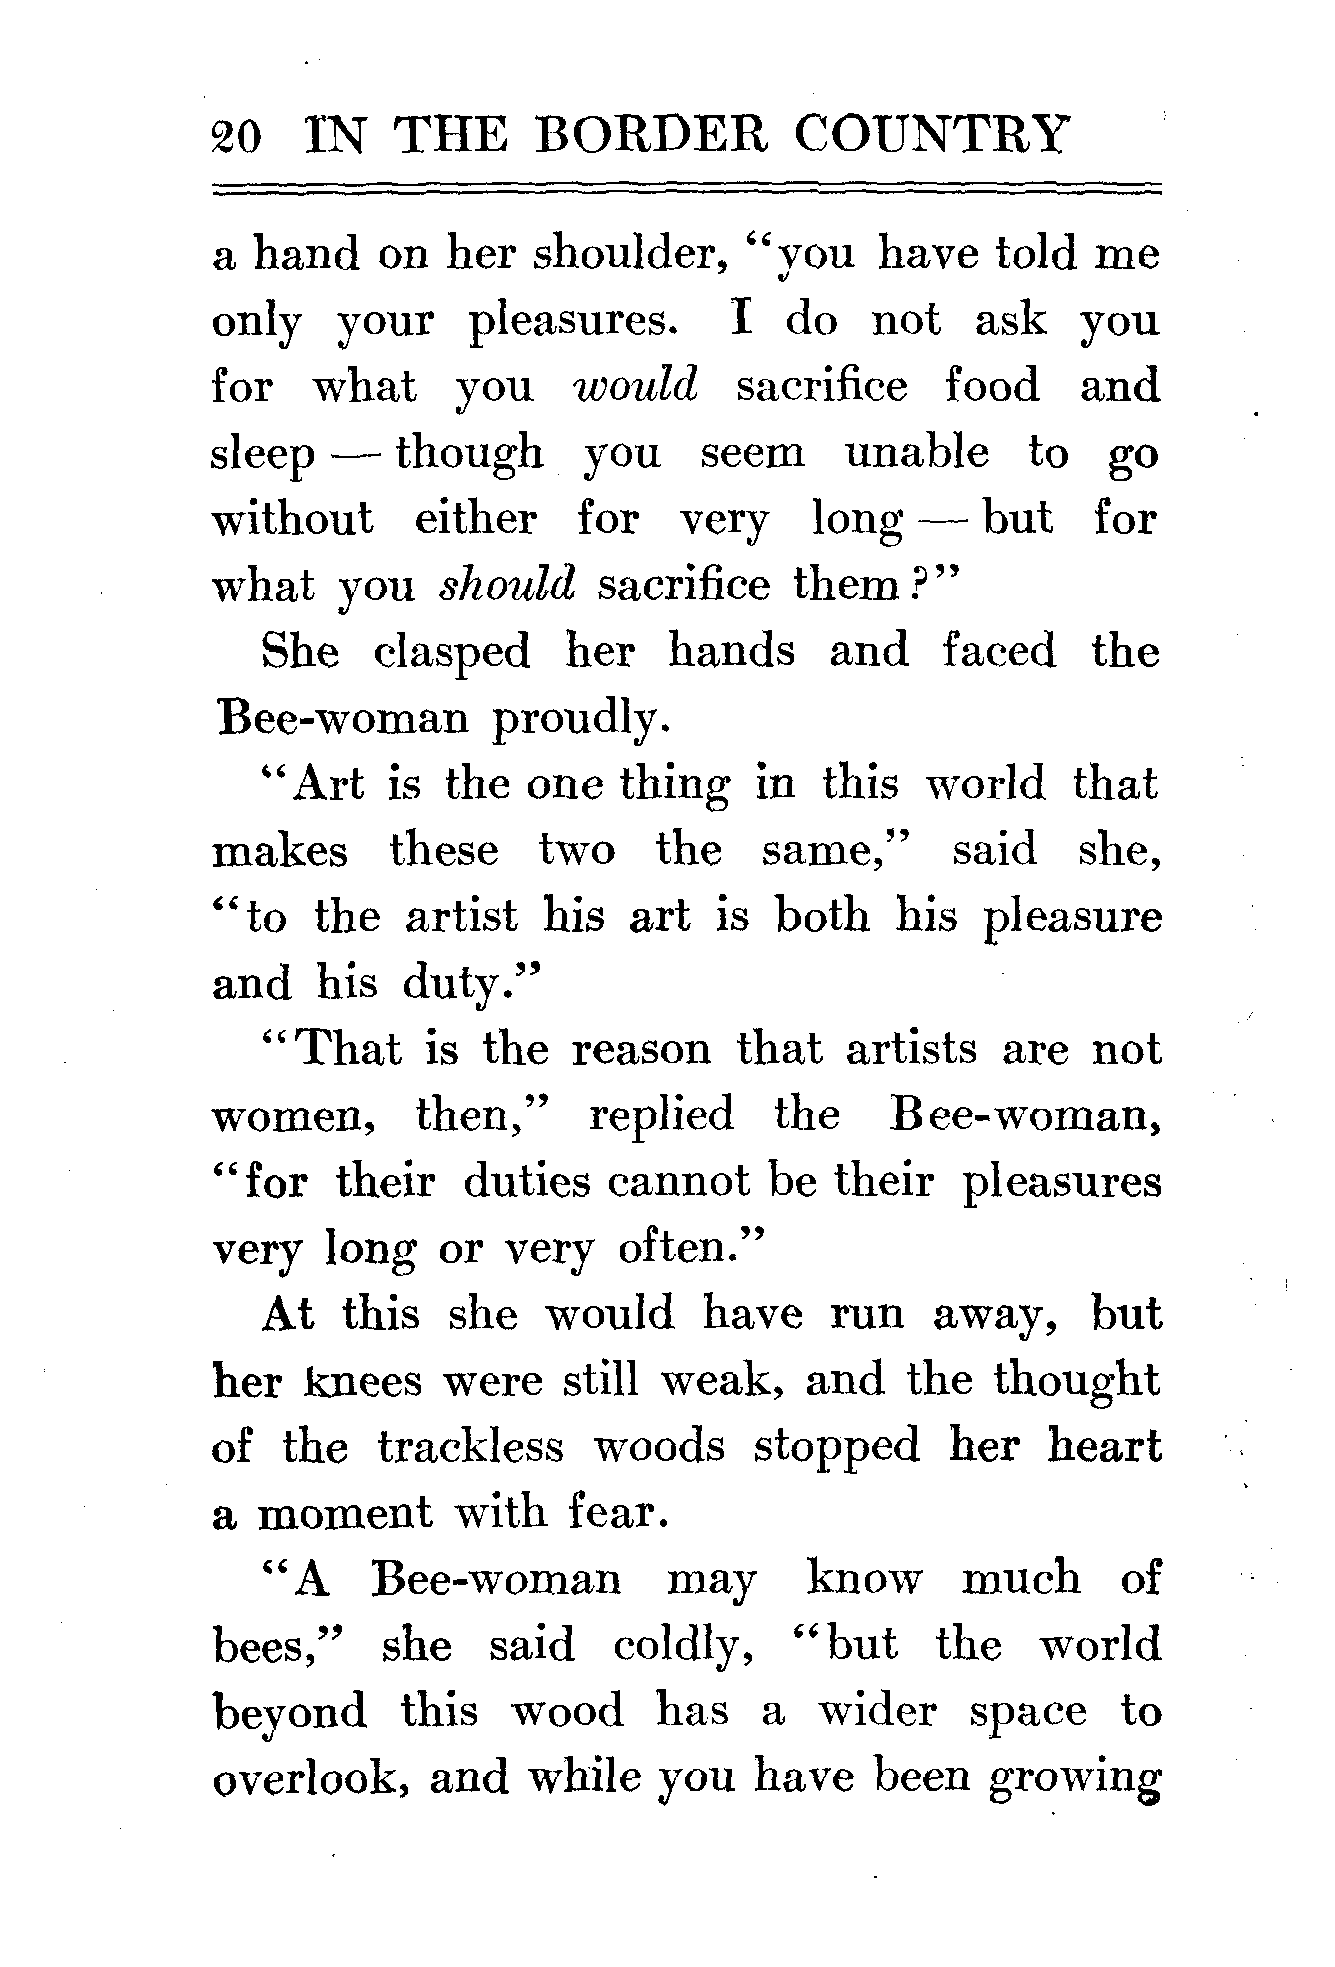 20 IN THE BORDER COUNTRY
a hand on her shoulder, "you have told me
only your pleasures. I do not ask you
for what you would sacrifice food and
sleep — though you seem unable to go
without either for very long — but for
what you should sacrifice them?"
She clasped her hands and faced the
Bee-woman proudly.
"Art is the one thing in this world that
makes these two the same," said she,
"to the artist his art is both his pleasure
and his duty."
"That is the reason that artists are not
women, then," replied the Bee-woman,
"for their duties cannot be their pleasures
very long or very often."
At this she would have run away, but
her knees were still weak, and the thought
of the trackless woods stopped her heart
a moment with fear.
"A Bee-woman may know much of
bees," she said coldly, "but the world
beyond this wood has a wider space to
overlook, and while you have been growing